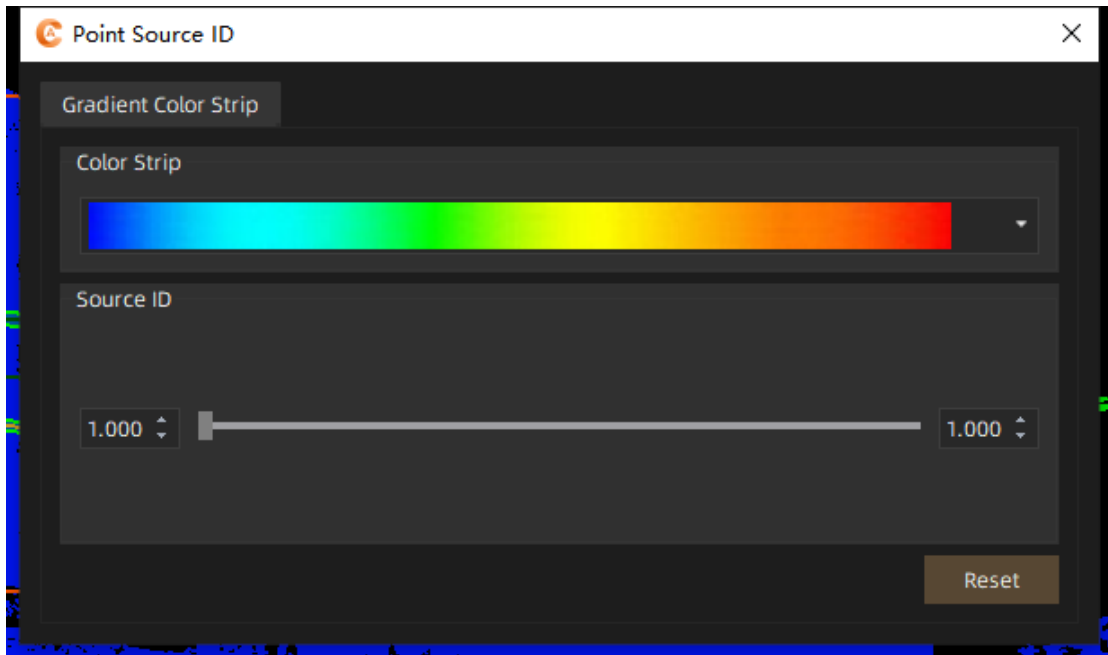 Point Source ID
Gradient Color Strip
Color Strip
Source ID
1.000 1.000
Reset